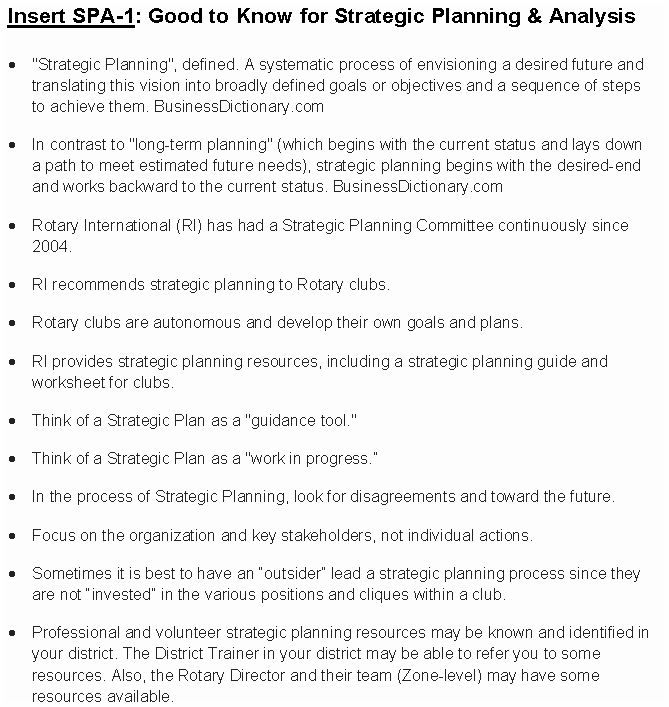 Insert SPA-1: Good to Know for Strategic Planning & Analysis
● "Strategic Planning", defined. A systematic process of envisioning a desired future and
translating this vision into broadly defined goals or objectives and a sequence of steps
to achieve them. BusinessDictionary.com
● In contrast to "long-term planning" (which begins with the current status and lays down
a path to meet estimated future needs), strategic planning begins with the desired-end
and works backward to the current status. BusinessDictionary.com
● Rotary International (RI) has had a Strategic Planning Committee continuously since
2004.
● RI recommends strategic planning to Rotary clubs.
● Rotary clubs are autonomous and develop their own goals and plans.
● RI provides strategic planning resources, including a strategic planning guide and
worksheet for clubs.
● Think of a Strategic Plan as a "guidance tool."
● Think of a Strategic Plan as a "work in progress."
● In the process of Strategic Planning, look for disagreements and toward the future.
● Focus on the organization and key stakeholders, not individual actions.
● Sometimes it is best to have an "outsider" lead a strategic planning process since they
are not "invested" in the various positions and cliques within a club.
● Professional and volunteer strategic planning resources may be known and identified in
your district. The District Trainer in your district may be able to refer you to some
resources. Also, the Rotary Director and their team (Zone-level) may have some
resources available.